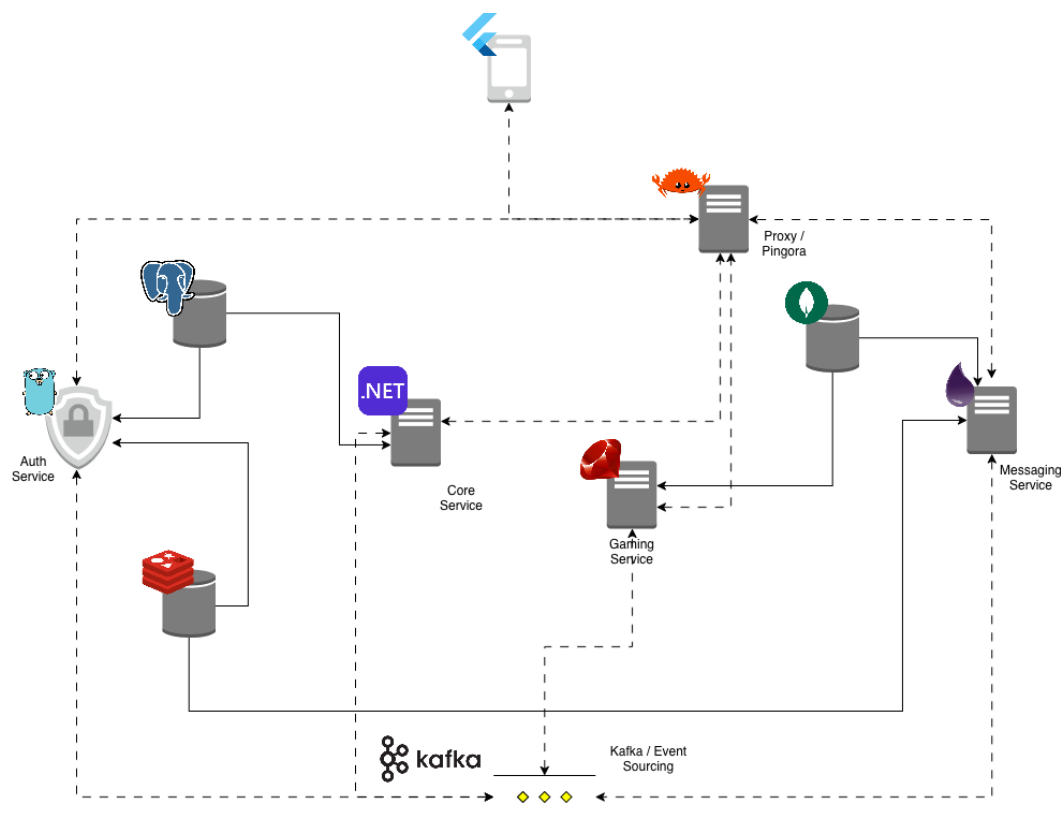 Proxy /
Pingora
.NET
Auth
Service
Core
Service
Messaging
Service
Gaming
Service
kafka
Kafka / Event
Sourcing